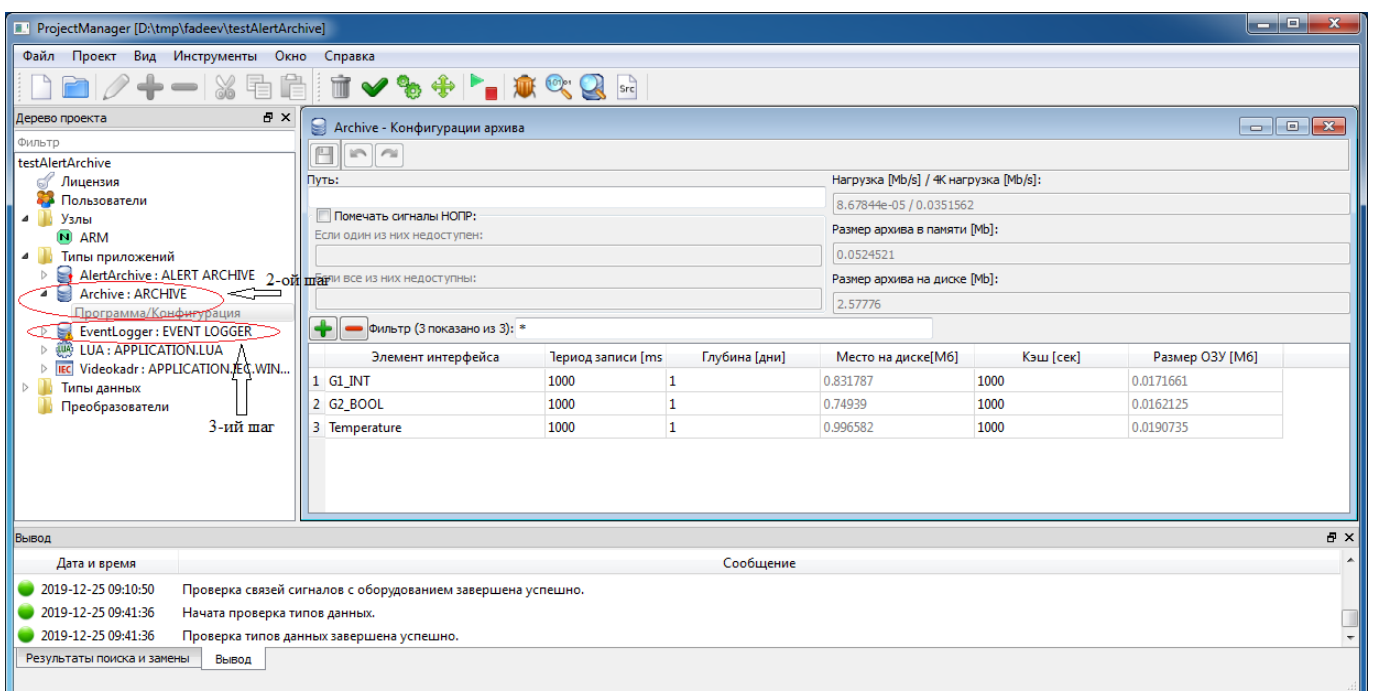 ProjectManager [D:\tmp\fadeev\testAlertArchive]
Файл Проект Вид Инструменты Окно Справка
Src
Дерево проекта
Фильтр
testAlertArchive
Лицензия
Пользователи
Узлы
N ARM
Типы приложений
AlertArchive : ALERT ARCHIVE
Archive : ARCHIVE
Программа/Конфигурация
EventLogger : EVENT LOGGER
LUA : APPLICATION.LUA
IEC Videokadr : APPLICATION.IEC.WIN...
Типы данных
Преобразователи
2-ой шаг
3-ий шаг
Archive - Конфигурации архива
Путь:
Помечать сигналы НОПР:
Если один из них недоступен:
Если все из них недоступны:
Нагрузка [Mb/s] / 4К нагрузка [Mb/s]:
8.67844e-05 / 0.0351562
Размер архива в памяти [Mb]:
0.0524521
Размер архива на диске [Mb]:
2.57776
Фильтр (3 показано из 3): *
Элемент интерфейса Териод записи [ms Глубина [дни] Место на диске[Мб] Кэш [сек] Размер ОЗУ [Мб]
1 G1_INT 1000 1 0.831787 1000 0.0171661
2 G2_BOOL 1000 1 0.74939 1000 0.0162125
3 Temperature 1000 1 0.996582 1000 0.0190735
Вывод
Дата и время Сообщение
2019-12-25 09:10:50 Проверка связей сигналов с оборудованием завершена успешно.
2019-12-25 09:41:36 Начата проверка типов данных.
2019-12-25 09:41:36 Проверка типов данных завершена успешно.
Результаты поиска и замены Вывод